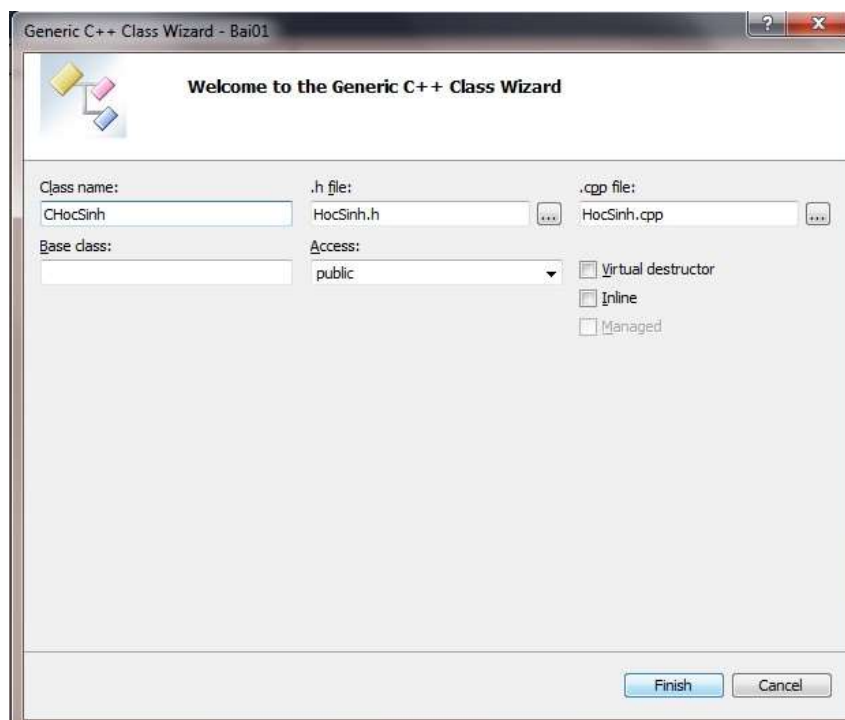 Generic C++ Class Wizard - Bai01
Welcome to the Generic C++ Class Wizard
Class name:
.h file:
.cpp file:
CHocSinh
HocSinh.h
...
HocSinh.cpp
...
Base class:
Access:
public
Virtual destructor
Inline
Managed
Finish
Cancel